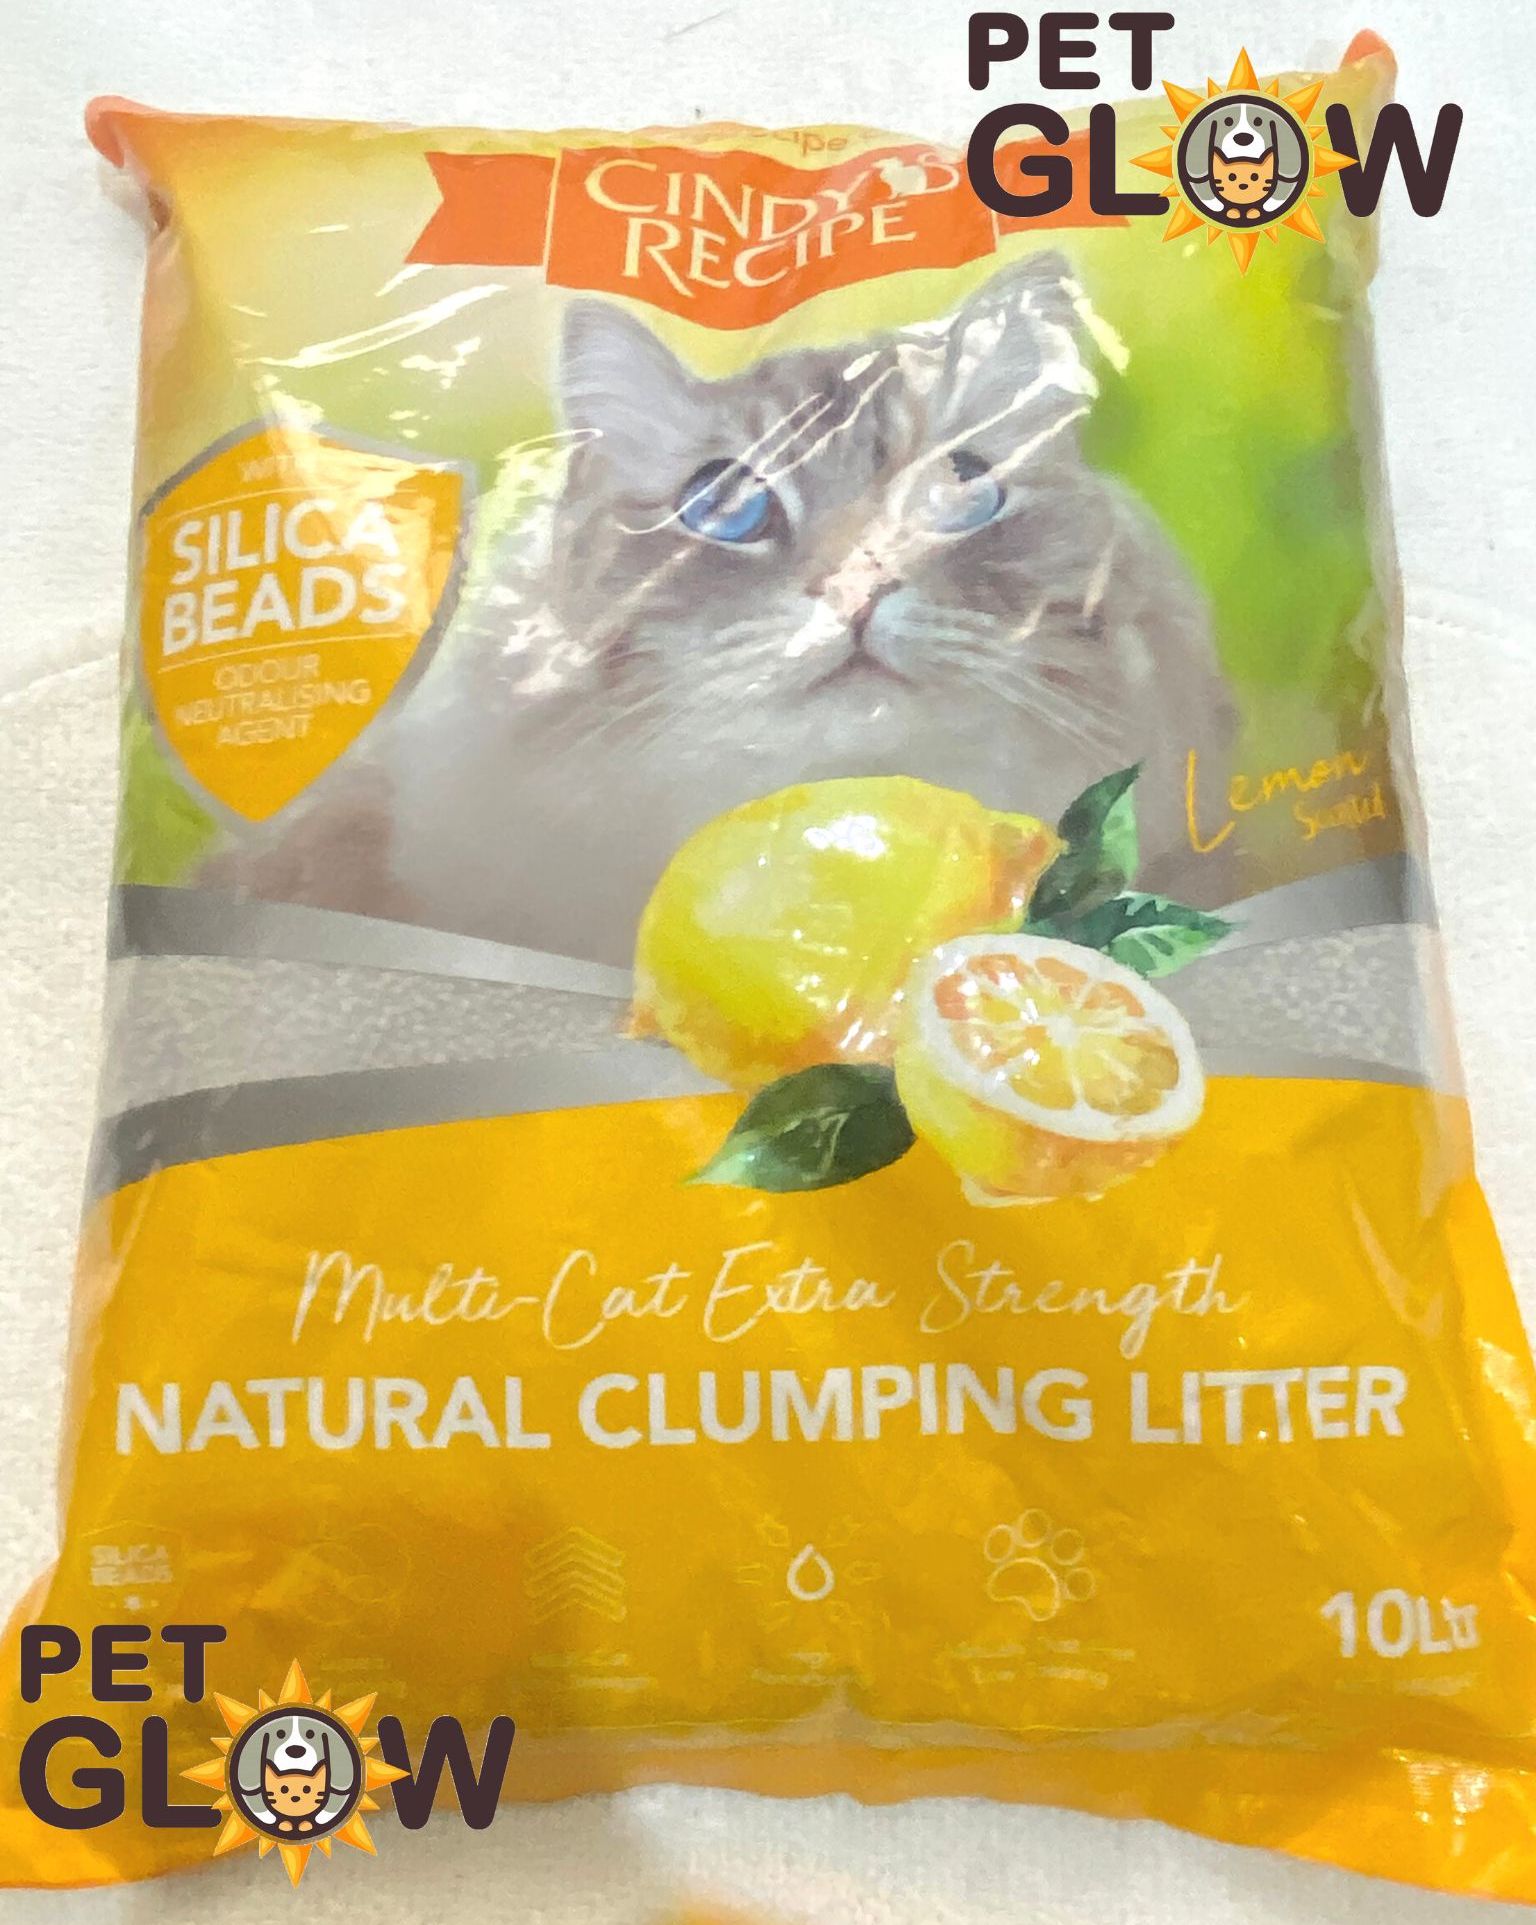 PET
GLOW
CINDY'S
RECIPE
WITH
SILICA
BEADS
ODOUR
NEUTRALISING
AGENT
Lemon
Multi-Cat Extra Strength
NATURAL CLUMPING LITTER
SILICA
BEADS
10Ltr
PET
GLOW